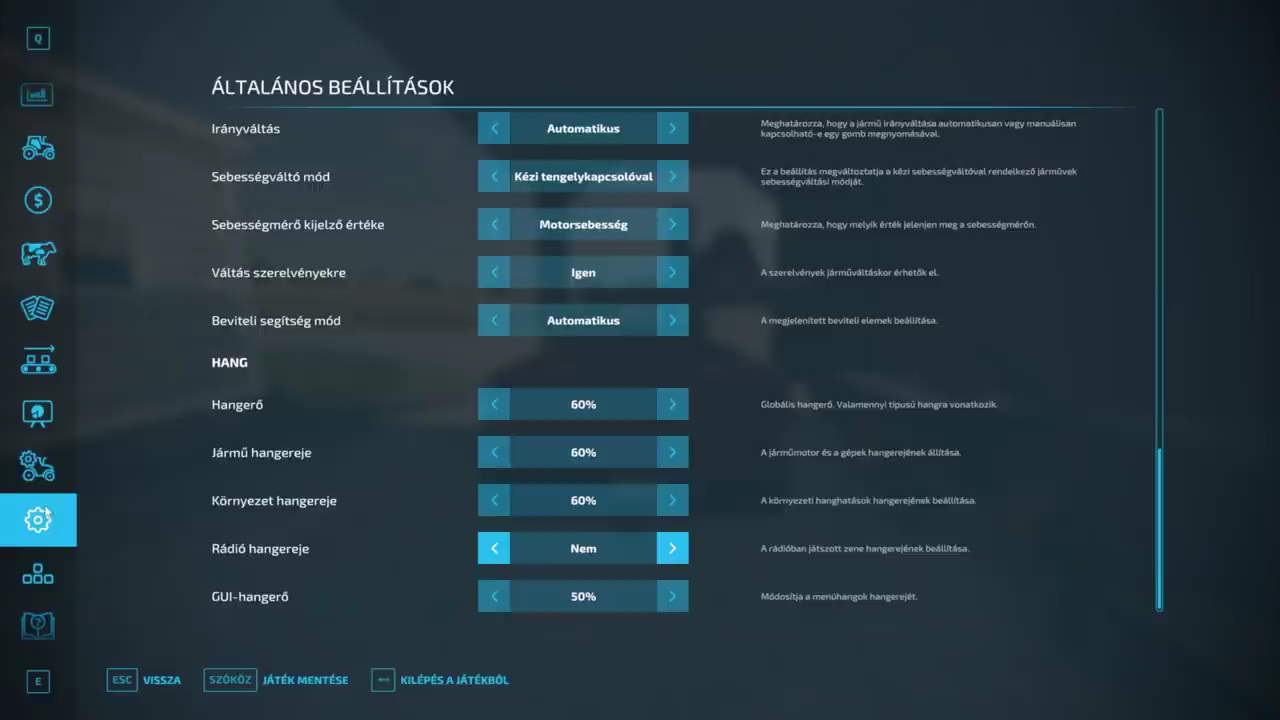 Q
ÁLTALÁNOS BEÁLLÍTÁSOK
Irányváltás Automatikus Meghatározza, hogy a jármű irányváltása automatikusan vagy manuálisan
kapcsolható-e egy gomb megnyomásával.
Sebességváltó mód Kézi tengelykapcsolóval Ez a beállítás megváltoztatja a kézi sebességváltóval rendelkező járművek
sebességváltási módját.
Sebességmérő kijelző értéke Motorsebesség Meghatározza, hogy melyik érték jelenjen meg a sebességmérőn.
Váltás szerelvényekre Igen A szerelvények járműváltáskor érhetők el.
Beviteli segítség mód Automatikus A megjelenített beviteli elemek beállítása.
HANG
Hangerő 60% Globális hangerő. Valamennyi típusú hangra vonatkozik.
Jármű hangereje 60% A járműmotor és a gépek hangerejének állítása.
Környezet hangereje 60% A környezeti hanghatások hangerejének beállítása.
Rádió hangereje Nem A rádióban játszott zene hangerejének beállítása.
GUI-hangerő 50% Módosítja a menühangok hangerejét.
E
ESC VISSZA SZÓKÖZ JÁTÉK MENTÉSE KILÉPÉS A JÁTÉKBÓL